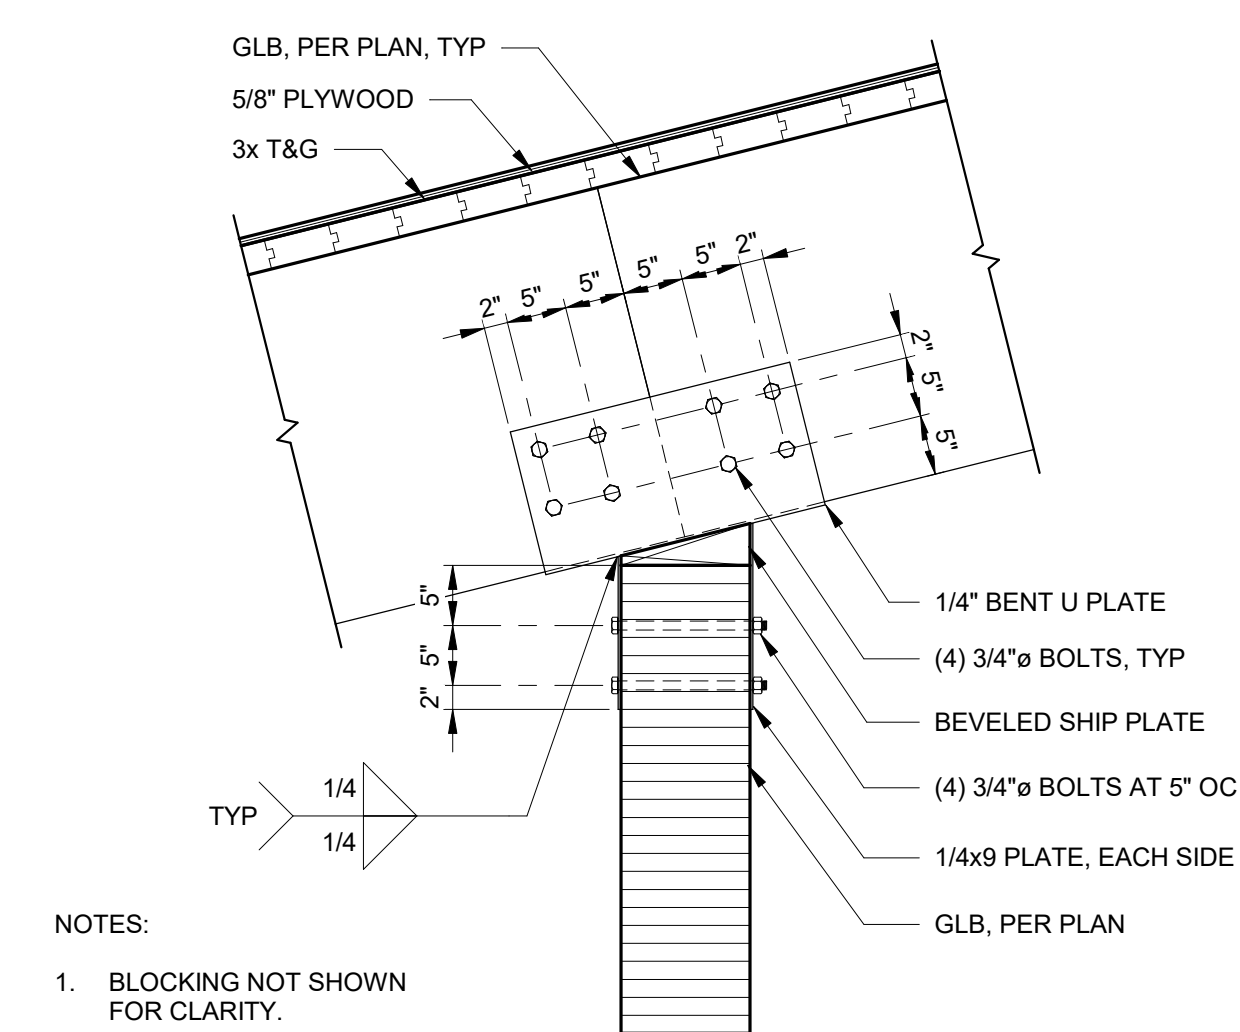 GLB, PER PLAN, TYP
5/8" PLYWOOD
3x T&G
2"
5"
5"
5"
5"
2"
2"
5"
5"
5"
5"
2"
1/4" BENT U PLATE
(4) 3/4"ø BOLTS, TYP
BEVELED SHIP PLATE
(4) 3/4"ø BOLTS AT 5" OC
1/4x9 PLATE, EACH SIDE
GLB, PER PLAN
TYP
1/4
1/4
NOTES:
1. BLOCKING NOT SHOWN
FOR CLARITY.